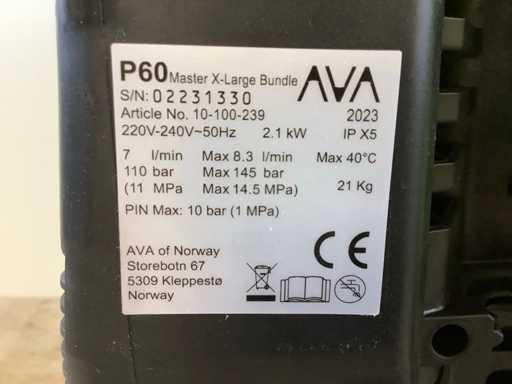 P60 Master X-Large Bundle AVA
S/N: 02231330
Article No. 10-100-239 2023
220V-240V~50Hz 2.1 kW IP X5
7 l/min Max 8.3 l/min Max 40°C
110 bar Max 145 bar
(11 MPa Max 14.5 MPa) 21 Kg
PIN Max: 10 bar (1 MPa)
AVA of Norway
Storebotn 67
5309 Kleppestø
Norway
CE